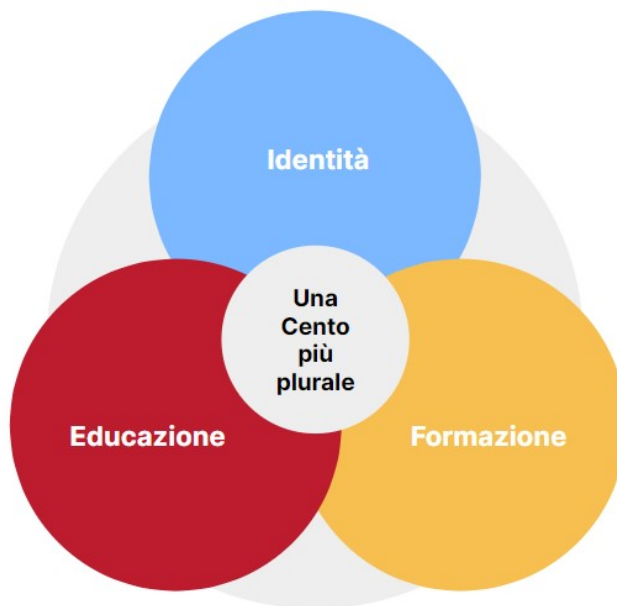 Identità
Una
Cento
più
plurale
Educazione
Formazione